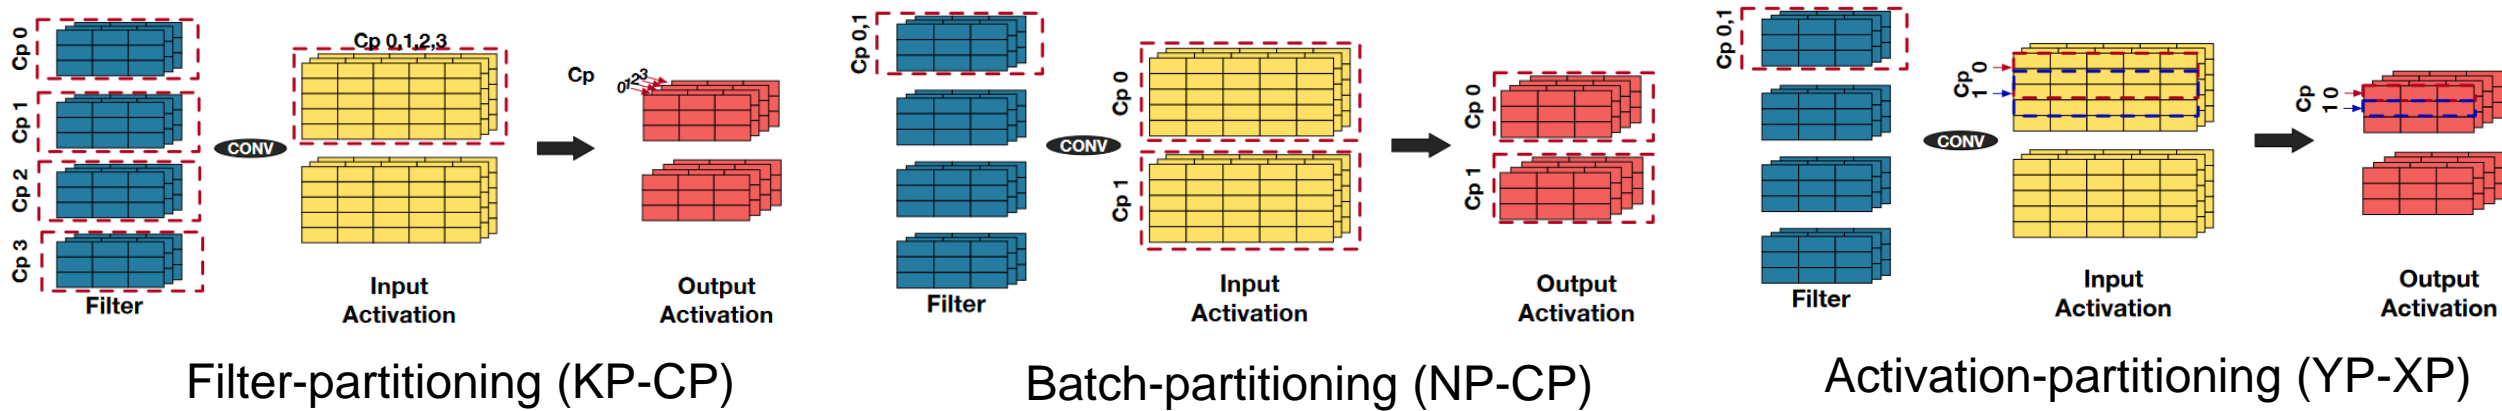 Cp 0
Cp 1
Cp 2
Cp 3
Filter
CONV
Cp 0,1,2,3
Input
Activation
Cp
0123
Output
Activation
Filter-partitioning (KP-CP)
Cp 0,1
Filter
CONV
Cp 0
Cp 1
Input
Activation
Cp 0
Cp 1
Output
Activation
Batch-partitioning (NP-CP)
Cp 0,1
Filter
CONV
Cp
1 0
Input
Activation
Cp
1 0
Output
Activation
Activation-partitioning (YP-XP)